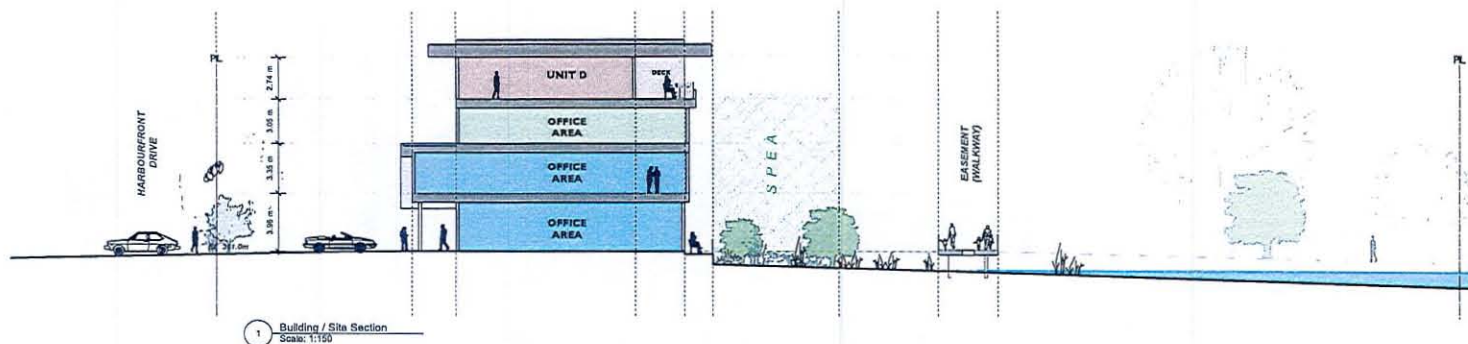 PL
PL
2.74 m
3.05 m
3.35 m
3.96 m
HARBOURFRONT
DRIVE
UNIT D
DECK
OFFICE
AREA
OFFICE
AREA
OFFICE
AREA
SPEA
EASEMENT
(WALKWAY)
1
Building / Site Section
Scale: 1:150